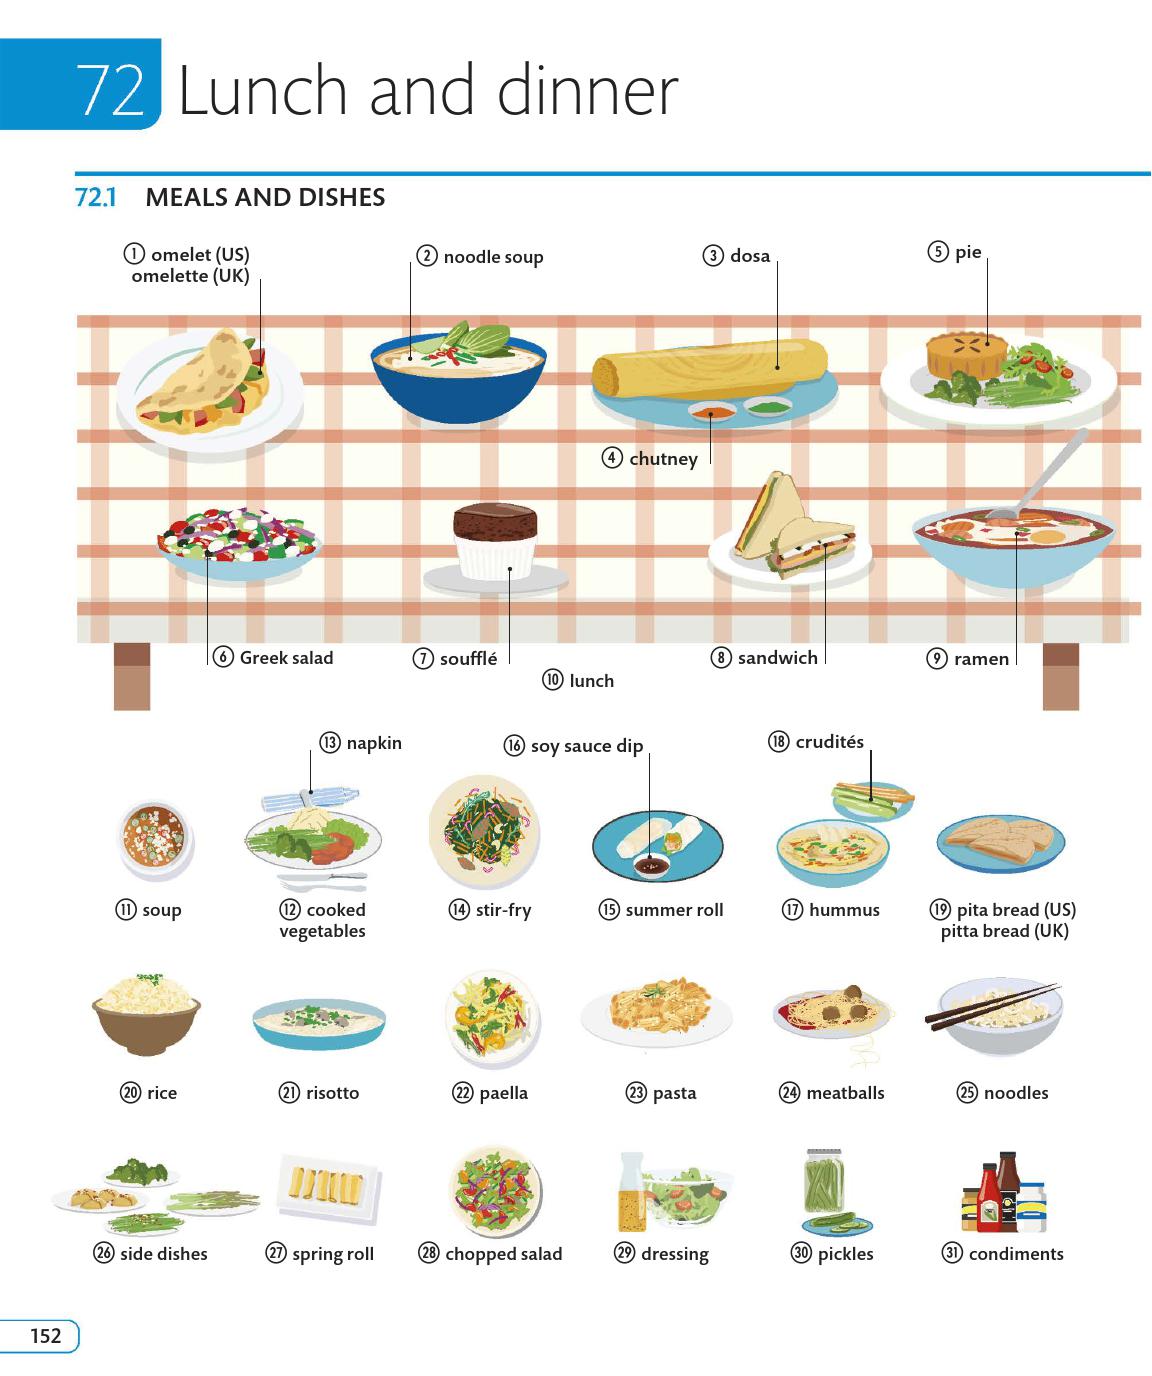 72 Lunch and dinner
72.1 MEALS AND DISHES
① omelet (US)
omelette (UK)
② noodle soup
③ dosa
⑤ pie
④ chutney
⑥ Greek salad
⑦ soufflé
⑧ sandwich
⑨ ramen
⑩ lunch
⑬ napkin
⑯ soy sauce dip
⑱ crudités
⑪ soup
⑫ cooked
vegetables
⑭ stir-fry
⑮ summer roll
⑰ hummus
⑲ pita bread (US)
pitta bread (UK)
⑳ rice
㉑ risotto
㉒ paella
㉓ pasta
㉔ meatballs
㉕ noodles
㉖ side dishes
㉗ spring roll
㉘ chopped salad
㉙ dressing
㉚ pickles
㉛ condiments
152